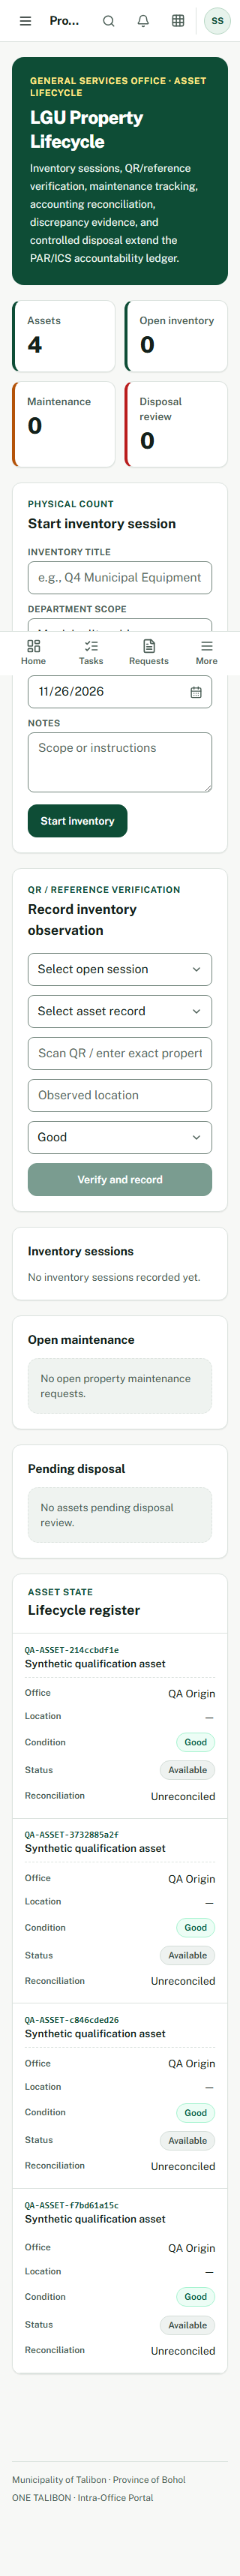 Pro...
SS
GENERAL SERVICES OFFICE · ASSET
LIFECYCLE
LGU Property
Lifecycle
Inventory sessions, QR/reference
verification, maintenance tracking,
accounting reconciliation,
discrepancy evidence, and
controlled disposal extend the
PAR/ICS accountability ledger.
Assets
4
Open inventory
0
Maintenance
0
Disposal
review
0
PHYSICAL COUNT
Start inventory session
INVENTORY TITLE
e.g., Q4 Municipal Equipment
DEPARTMENT SCOPE
Home
Tasks
Requests
More
11/26/2026
NOTES
Scope or instructions
Start inventory
QR / REFERENCE VERIFICATION
Record inventory
observation
Select open session
Select asset record
Scan QR / enter exact propert
Observed location
Good
Verify and record
Inventory sessions
No inventory sessions recorded yet.
Open maintenance
No open property maintenance
requests.
Pending disposal
No assets pending disposal
review.
ASSET STATE
Lifecycle register
QA-ASSET-214ccbdf1e
Synthetic qualification asset
Office QA Origin
Location —
Condition Good
Status Available
Reconciliation Unreconciled
QA-ASSET-3732885a2f
Synthetic qualification asset
Office QA Origin
Location —
Condition Good
Status Available
Reconciliation Unreconciled
QA-ASSET-c846cded26
Synthetic qualification asset
Office QA Origin
Location —
Condition Good
Status Available
Reconciliation Unreconciled
QA-ASSET-f7bd61a15c
Synthetic qualification asset
Office QA Origin
Location —
Condition Good
Status Available
Reconciliation Unreconciled
Municipality of Talibon · Province of Bohol
ONE TALIBON · Intra-Office Portal